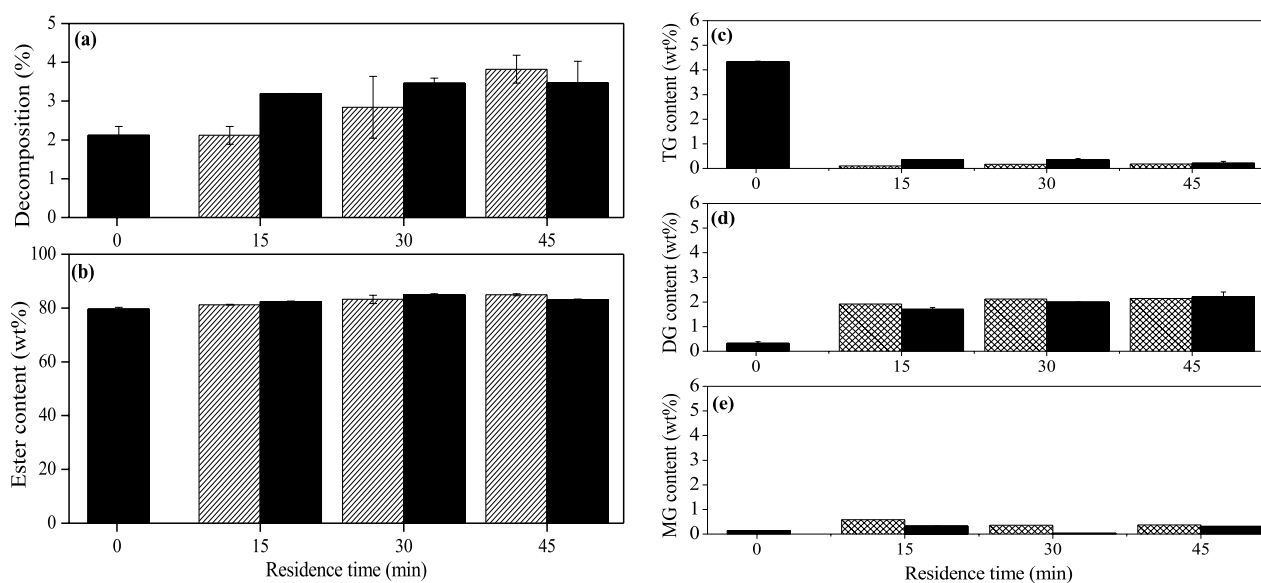 (a)
Decomposition (%)
5
4
3
2
1
0
0 15 30 45
(b)
Ester content (wt%)
100
80
60
40
20
0
0 15 30 45
Residence time (min)
(c)
TG content (wt%)
6
5
4
3
2
1
0
0 15 30 45
(d)
DG content (wt%)
6
5
4
3
2
1
0
0 15 30 45
(e)
MG content (wt%)
6
5
4
3
2
1
0
0 15 30 45
Residence time (min)